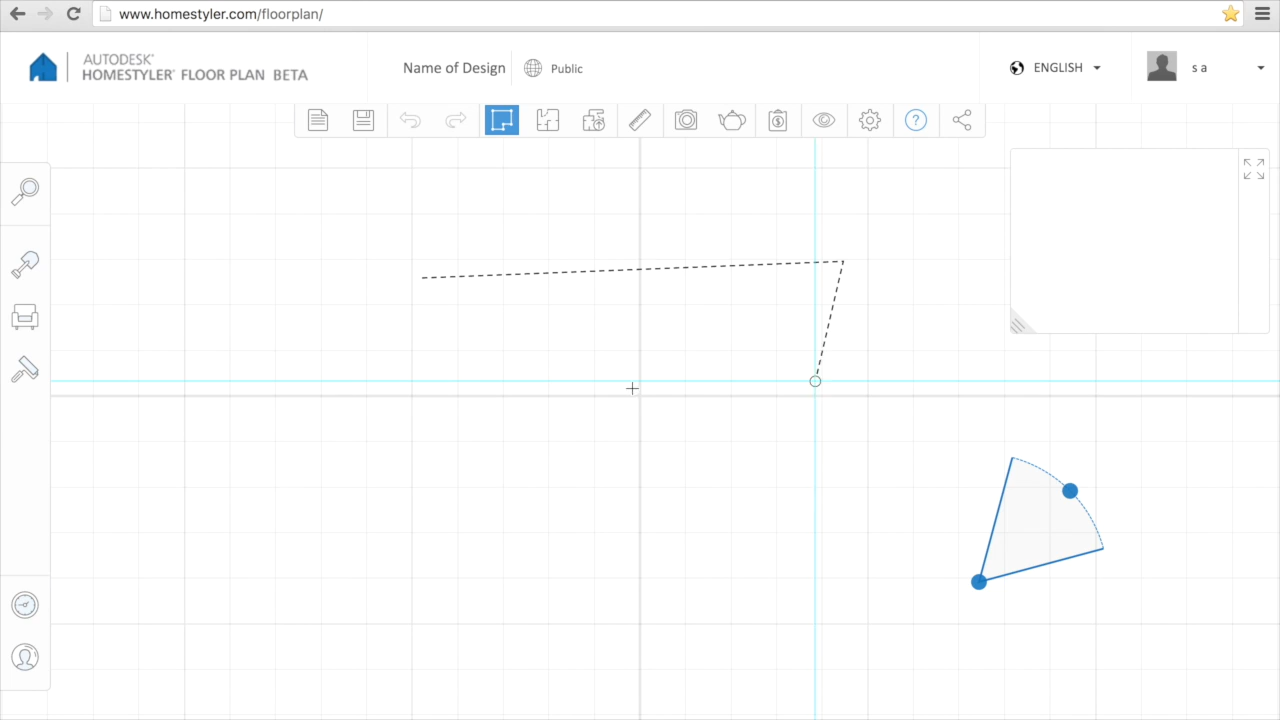 www.homestyler.com/floorplan/
AUTODESK®
HOMESTYLER® FLOOR PLAN BETA
Name of Design
Public
ENGLISH
s a
$
?